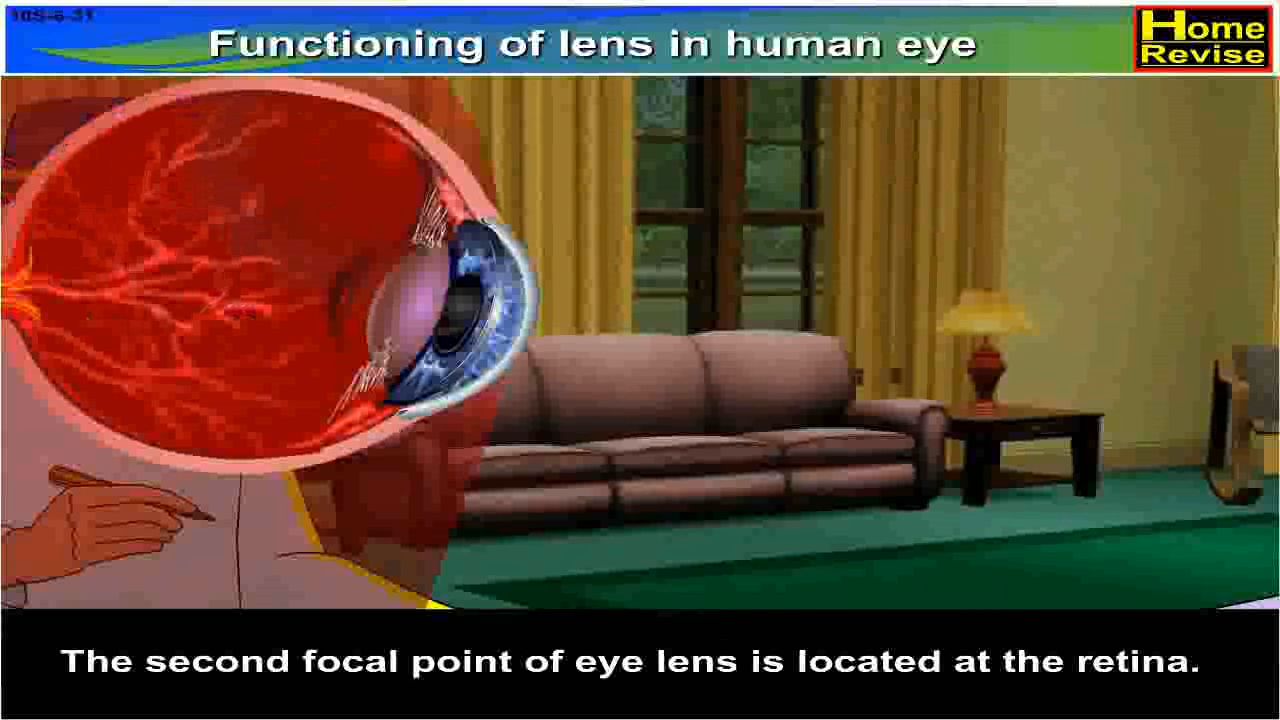 Functioning of lens in human eye
Home
Revise
The second focal point of eye lens is located at the retina.